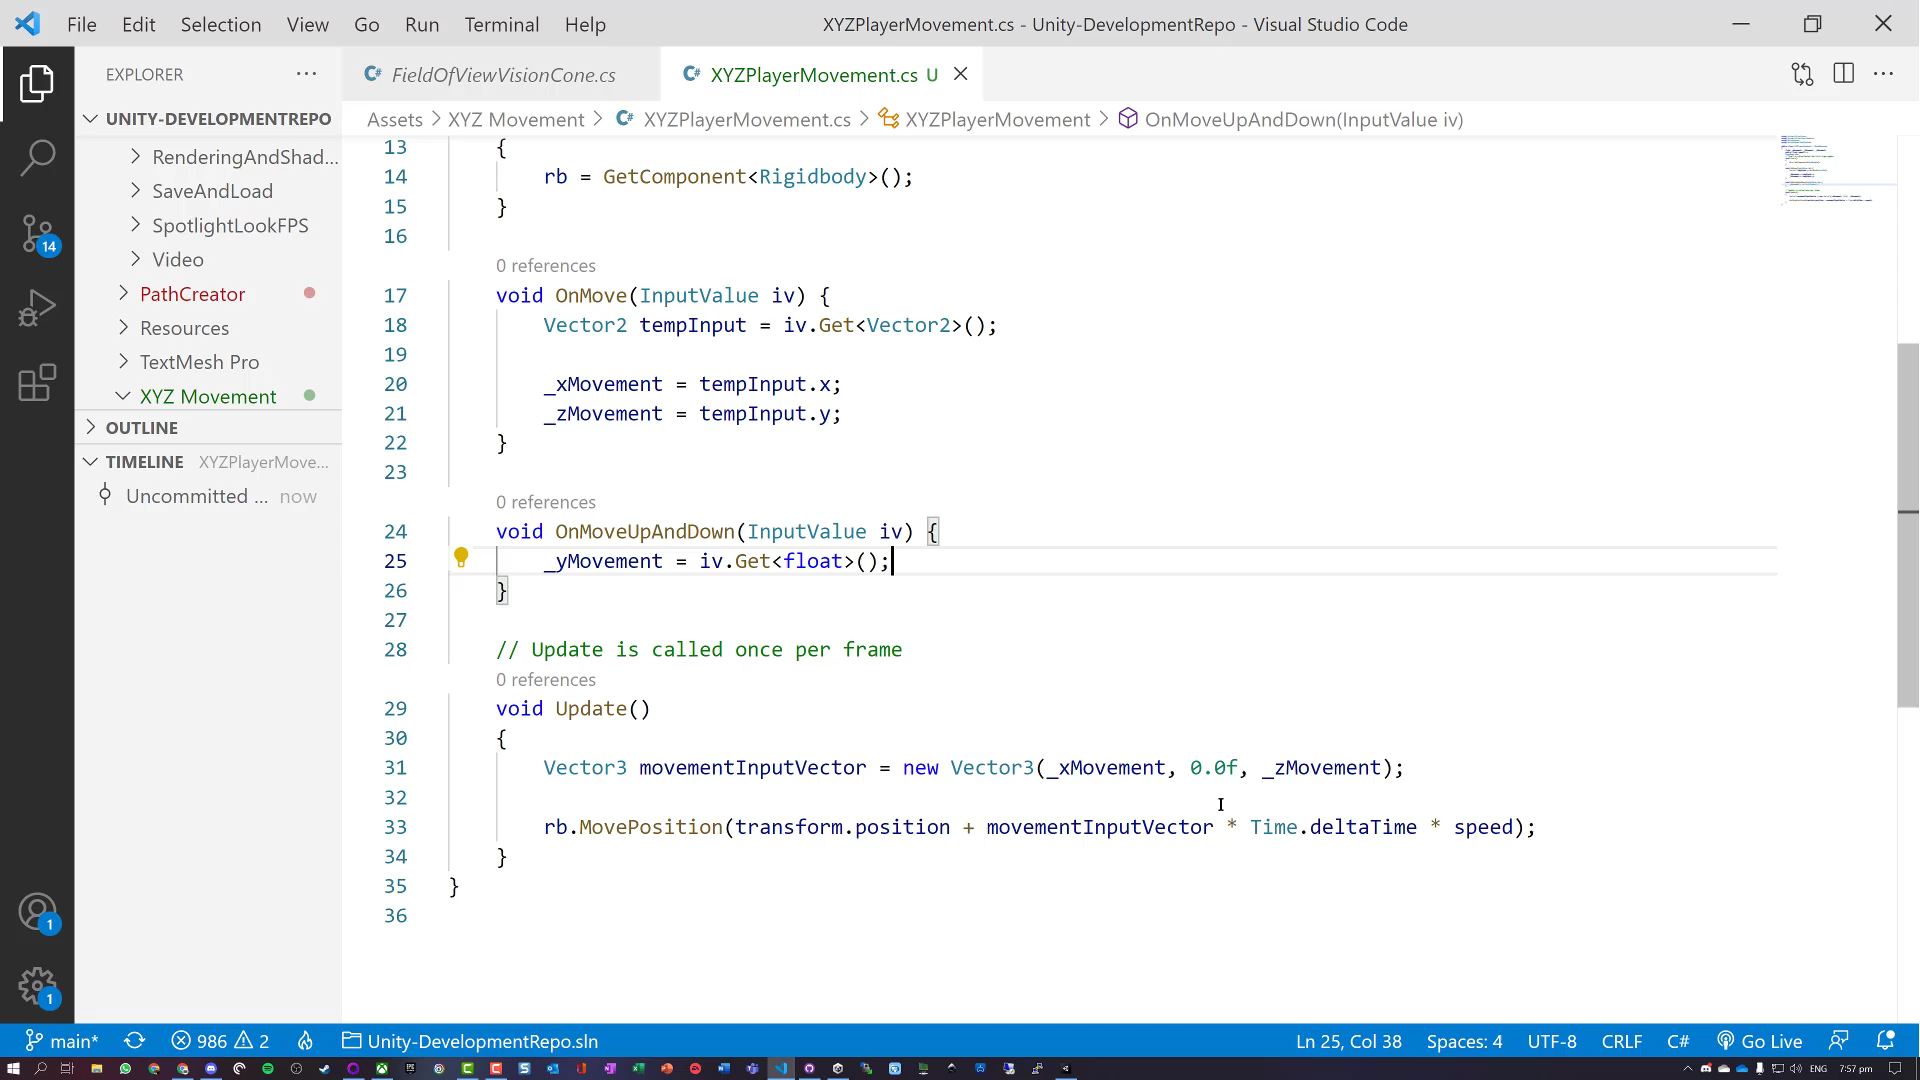 File Edit Selection View Go Run Terminal Help
XYZPlayerMovement.cs - Unity-DevelopmentRepo - Visual Studio Code
EXPLORER
FieldOfViewVisionCone.cs
XYZPlayerMovement.cs U
UNITY-DEVELOPMENTREPO
Assets > XYZ Movement > XYZPlayerMovement.cs > XYZPlayerMovement > OnMoveUpAndDown(InputValue iv)
RenderingAndShad...
SaveAndLoad
SpotlightLookFPS
Video
PathCreator
Resources
TextMesh Pro
XYZ Movement
OUTLINE
TIMELINE XYZPlayerMove...
Uncommitted ... now
14
1
1
13 {
14 rb = GetComponent<Rigidbody>();
15 }
16
0 references
17 void OnMove(InputValue iv) {
18 Vector2 tempInput = iv.Get<Vector2>();
19
20 _xMovement = tempInput.x;
21 _zMovement = tempInput.y;
22 }
23
0 references
24 void OnMoveUpAndDown(InputValue iv) {
25 _yMovement = iv.Get<float>();
26 }
27
28 // Update is called once per frame
0 references
29 void Update()
30 {
31 Vector3 movementInputVector = new Vector3(_xMovement, 0.0f, _zMovement);
32
33 rb.MovePosition(transform.position + movementInputVector * Time.deltaTime * speed);
34 }
35 }
36
main* 986 2 Unity-DevelopmentRepo.sln Ln 25, Col 38 Spaces: 4 UTF-8 CRLF C# Go Live
ENG 7:57 pm